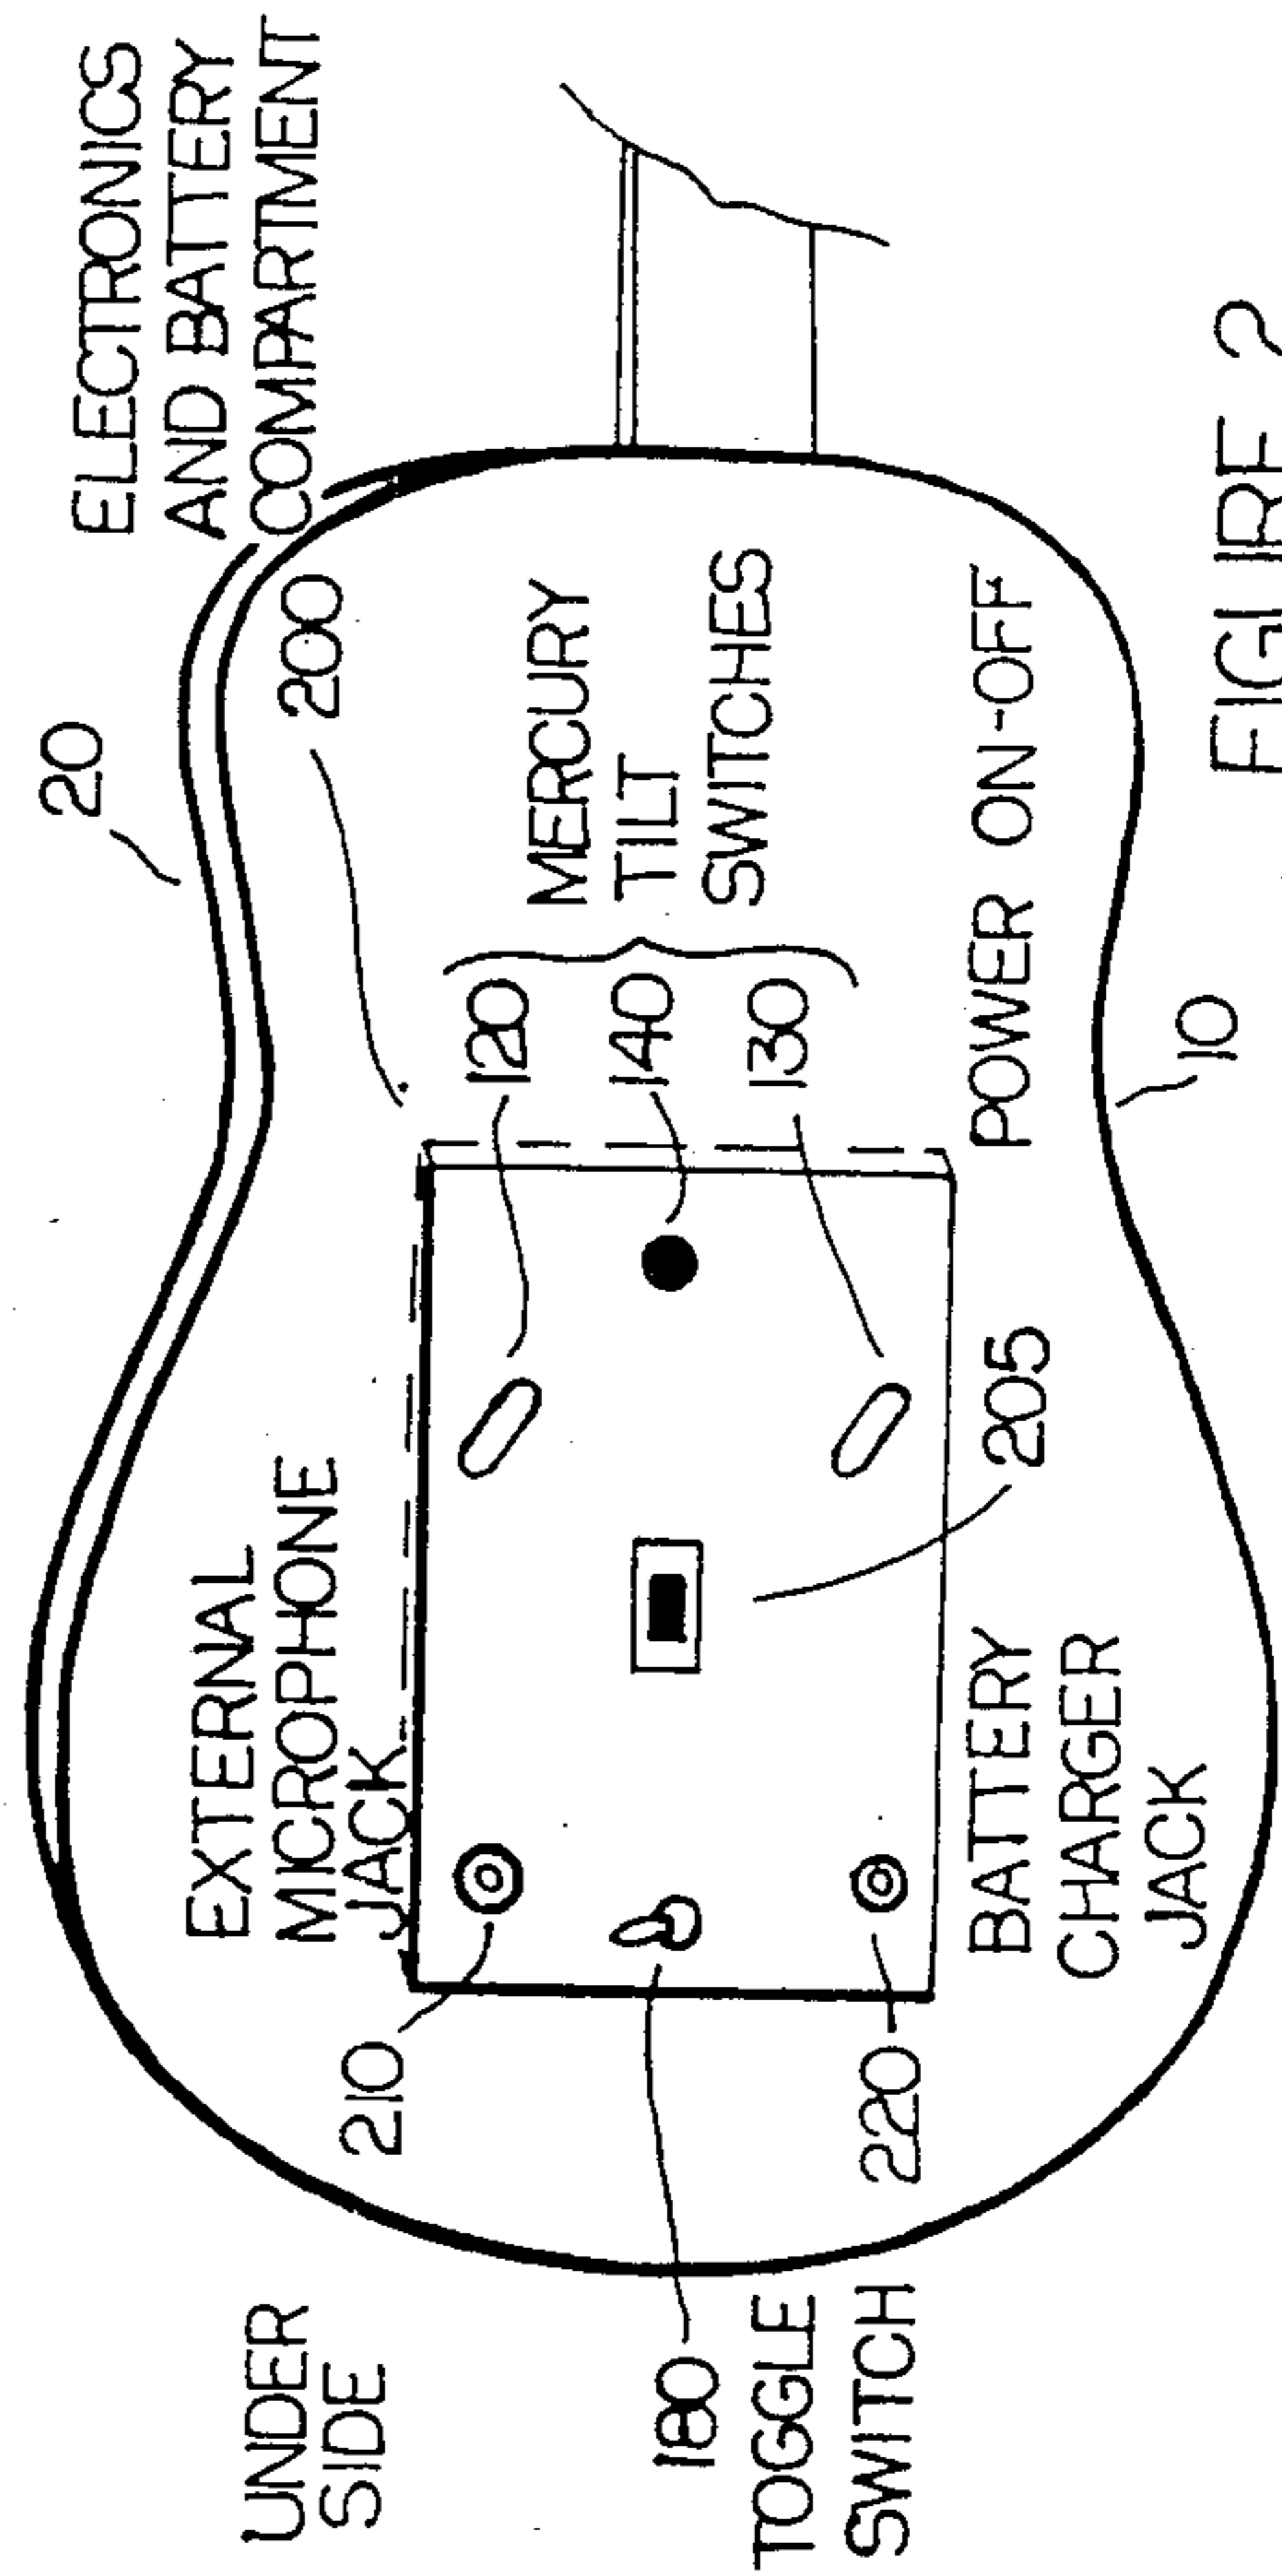 ELECTRONICS
AND BATTERY
COMPARTMENT
20
200
EXTERNAL
MICROPHONE
JACK
MERCURY
TILT
SWITCHES
120
140
130
UNDER
SIDE
210
180
TOGGLE
SWITCH
220
205
BATTERY
CHARGER
JACK
POWER ON-OFF
10
FIGURE 2